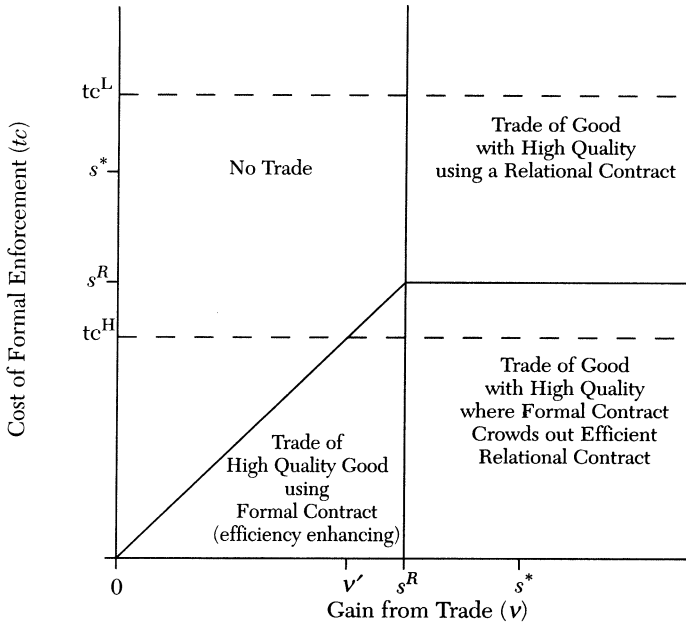 Cost of Formal Enforcement (tc)
tc^L
s*
s^R
tc^H
No Trade
Trade of Good
with High Quality
using a Relational Contract
Trade of Good
with High Quality
where Formal Contract
Crowds out Efficient
Relational Contract
Trade of
High Quality Good
using
Formal Contract
(efficiency enhancing)
0
v′
s^R
s*
Gain from Trade (v)